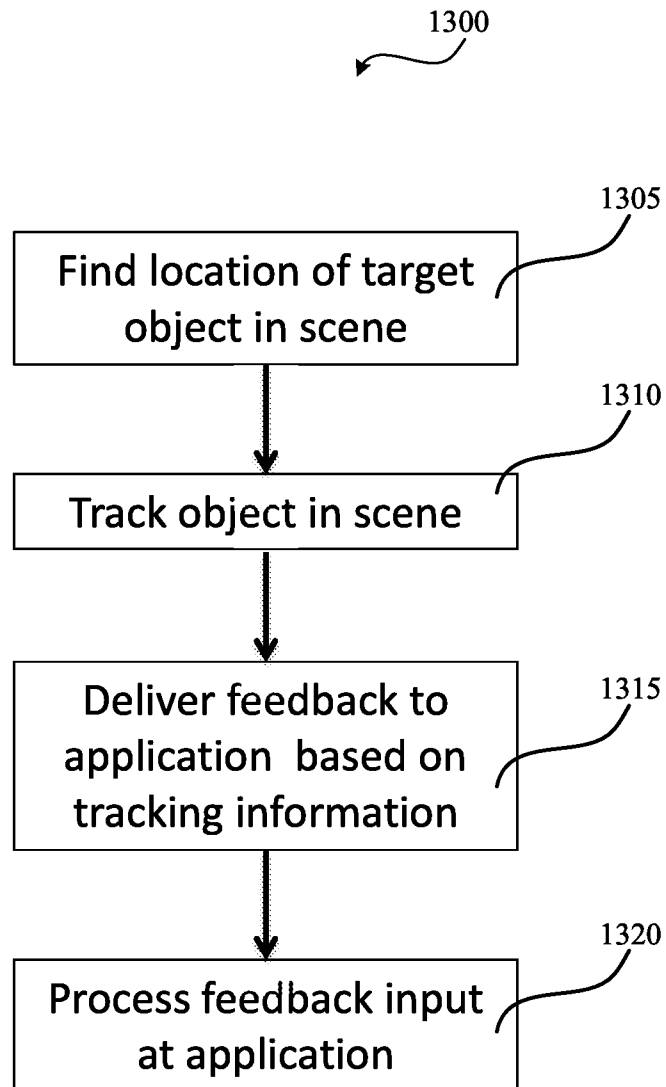 1300
1305
Find location of target
object in scene
1310
Track object in scene
1315
Deliver feedback to
application based on
tracking information
1320
Process feedback input
at application